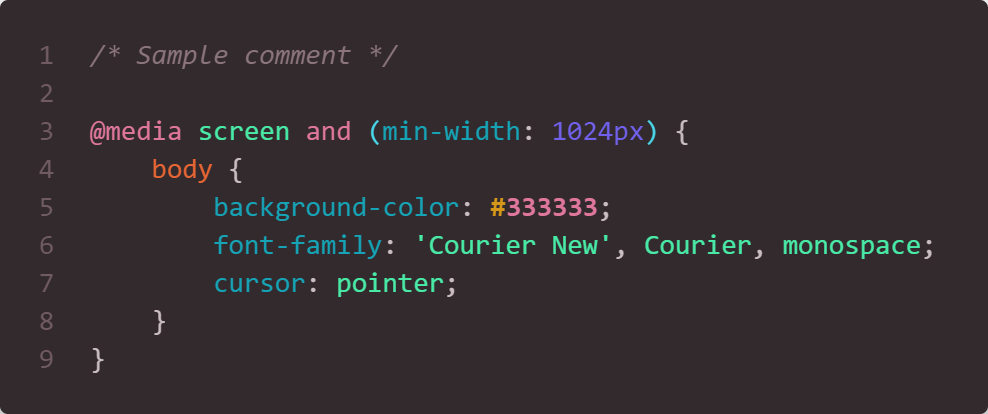 1 /* Sample comment */
2
3 @media screen and (min-width: 1024px) {
4     body {
5         background-color: #333333;
6         font-family: 'Courier New', Courier, monospace;
7         cursor: pointer;
8     }
9 }